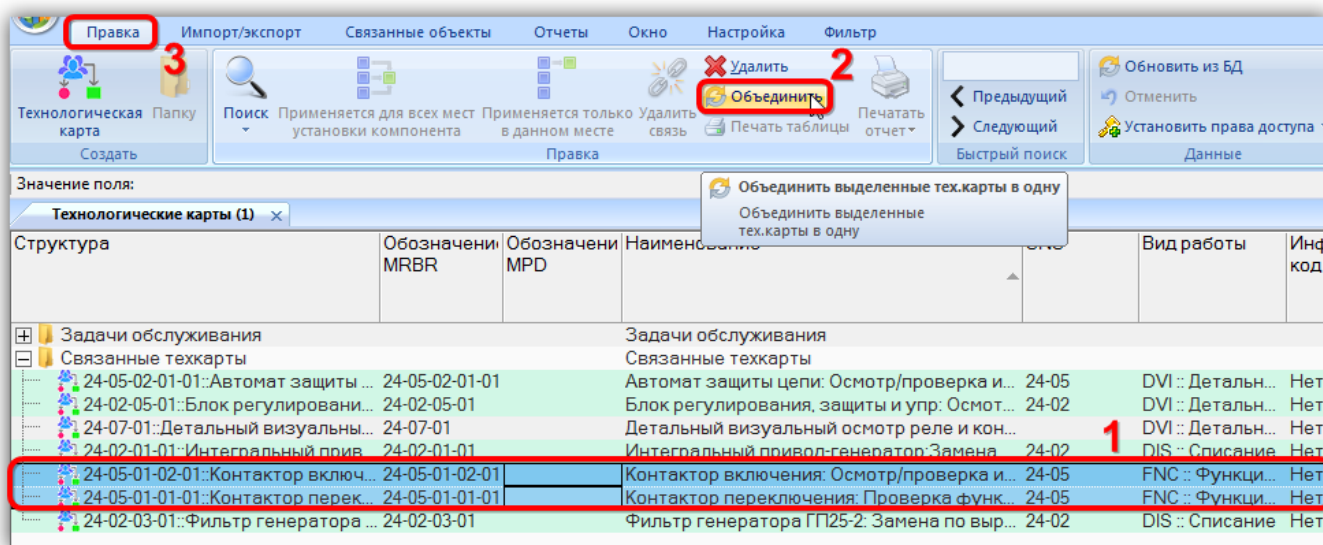 Правка Импорт/экспорт Связанные объекты Отчеты Окно Настройка Фильтр
3
2
Технологическая карта
Папку
Создать
Поиск
Применяется для всех мест установки компонента
Применяется только в данном месте
Удалить связь
Удалить
Объединить
Печать таблицы
Печатать отчет
Правка
Предыдущий
Следующий
Быстрый поиск
Обновить из БД
Отменить
Установить права доступа
Данные
Значение поля:
Объединить выделенные тех.карты в одну
Объединить выделенные
тех.карты в одну
Технологические карты (1)
Структура Обозначени MRBR Обозначени MPD Наименование Вид работы Инф код
Задачи обслуживания Задачи обслуживания
Связанные техкарты Связанные техкарты
24-05-02-01-01::Автомат защиты ... 24-05-02-01-01 Автомат защиты цепи: Осмотр/проверка и... 24-05 DVI :: Детальн... Нет
24-02-05-01::Блок регулировани... 24-02-05-01 Блок регулирования, защиты и упр: Осмот... 24-02 DVI :: Детальн... Нет
24-07-01::Детальный визуальны... 24-07-01 Детальный визуальный осмотр реле и кон... DVI :: Детальн... Нет
1
24-02-01-01::Интегральный прив... 24-02-01-01 Интегральный привод-генератор:Замена 24-02 DIS :: Списание Нет
24-05-01-02-01::Контактор включ... 24-05-01-02-01 Контактор включения: Осмотр/проверка и... 24-05 FNC :: Функци... Нет
24-05-01-01-01::Контактор перек... 24-05-01-01-01 Контактор переключения: Проверка функ... 24-05 FNC :: Функци... Нет
24-02-03-01::Фильтр генератора ... 24-02-03-01 Фильтр генератора ГП25-2: Замена по выр... 24-02 DIS :: Списание Нет